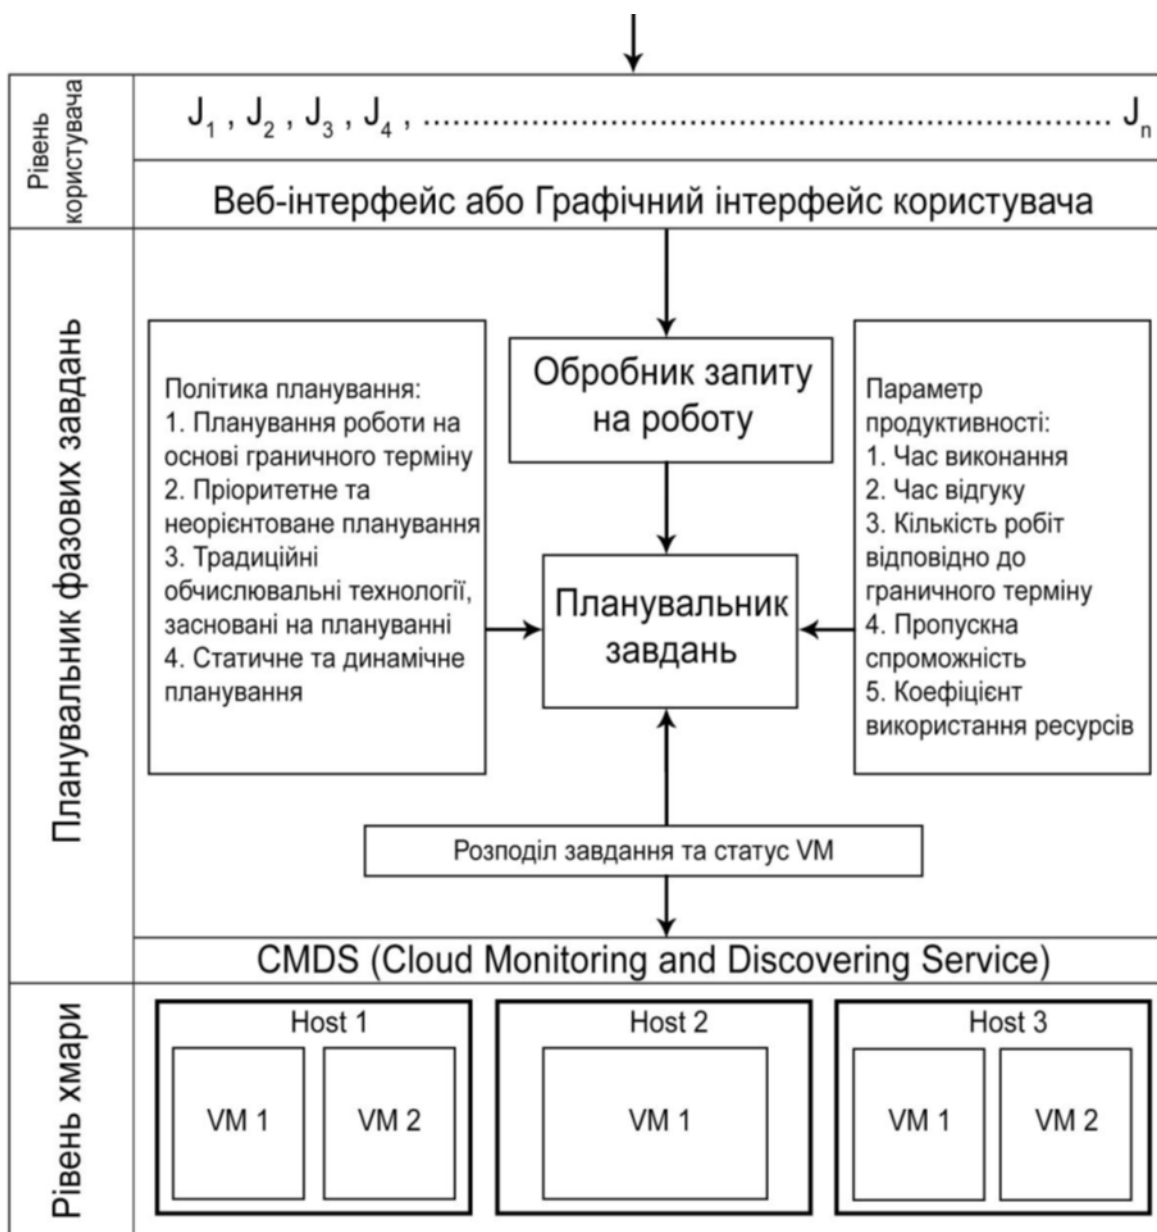 Рівень
користувача
J1 , J2 , J3 , J4 , ........................................................................................ Jn
Веб-інтерфейс або Графічний інтерфейс користувача
Планувальник фазових завдань
Політика планування:
1. Планування роботи на
основі граничного терміну
2. Пріоритетне та
неорієнтоване планування
3. Традиційні
обчислювальні технології,
засновані на плануванні
4. Статичне та динамічне
планування
Обробник запиту
на роботу
Планувальник
завдань
Параметр
продуктивності:
1. Час виконання
2. Час відгуку
3. Кількість робіт
відповідно до
граничного терміну
4. Пропускна
спроможність
5. Коефіцієнт
використання ресурсів
Розподіл завдання та статус VM
CMDS (Cloud Monitoring and Discovering Service)
Рівень хмари
Host 1
VM 1
VM 2
Host 2
VM 1
Host 3
VM 1
VM 2